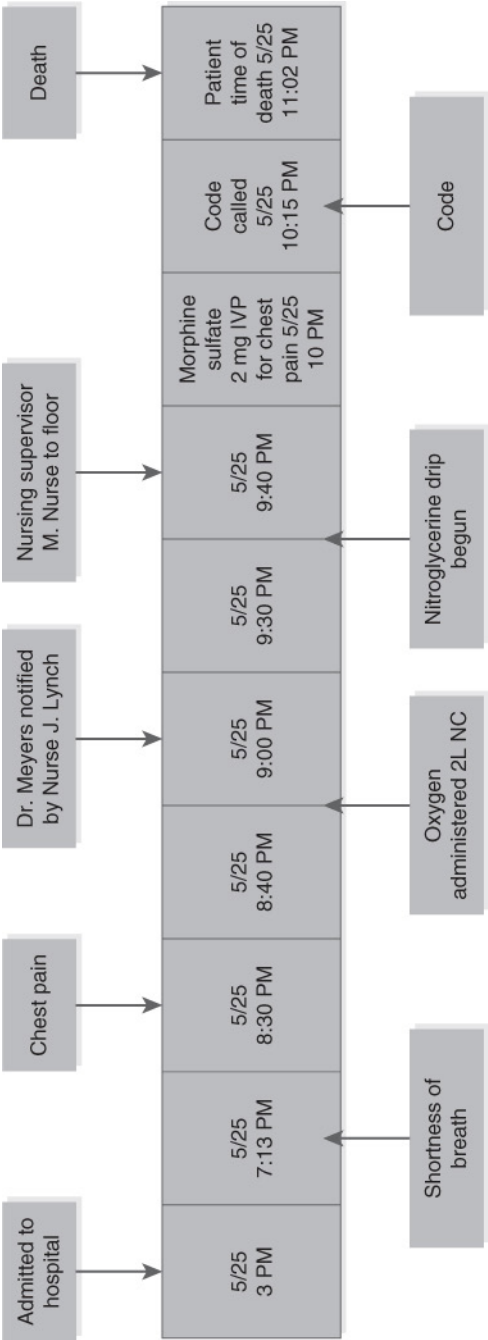 Admitted to
hospital
Chest pain
Dr. Meyers notified
by Nurse J. Lynch
Nursing supervisor
M. Nurse to floor
Death
5/25
3 PM
5/25
7:13 PM
5/25
8:30 PM
5/25
8:40 PM
5/25
9:00 PM
5/25
9:30 PM
5/25
9:40 PM
Morphine
sulfate
2 mg IVP
for chest
pain 5/25
10 PM
Code
called
5/25
10:15 PM
Patient
time of
death 5/25
11:02 PM
Shortness of
breath
Oxygen
administered 2L NC
Nitroglycerine drip
begun
Code